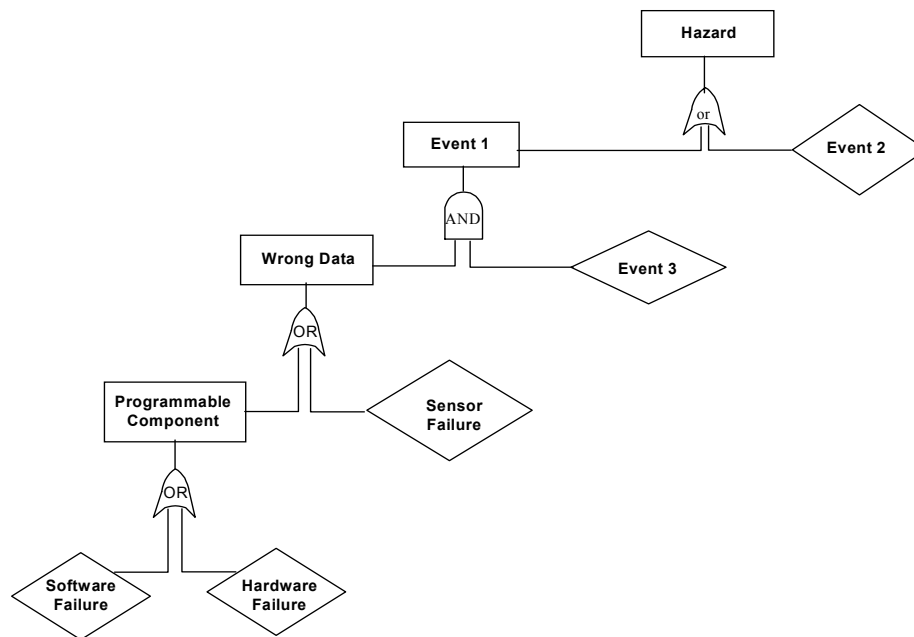 Hazard
or
Event 1
Event 2
AND
Wrong Data
Event 3
OR
Programmable
Component
Sensor
Failure
OR
Software
Failure
Hardware
Failure